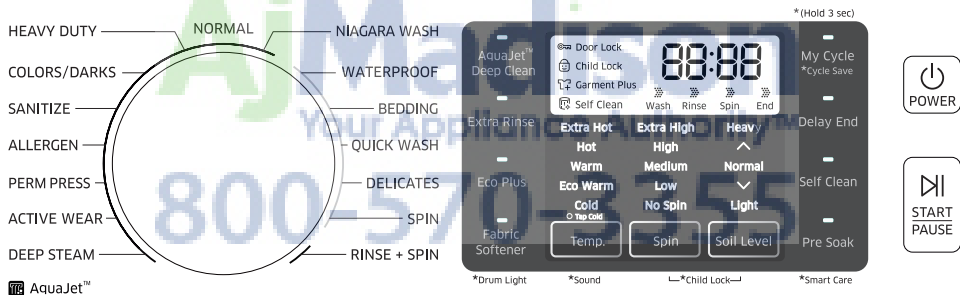 *(Hold 3 sec)
HEAVY DUTY
NORMAL
NIAGARA WASH
COLORS/DARKS
WATERPROOF
SANITIZE
BEDDING
ALLERGEN
QUICK WASH
PERM PRESS
DELICATES
ACTIVE WEAR
SPIN
DEEP STEAM
RINSE + SPIN
AquaJet™
AquaJet™
Deep Clean
Extra Rinse
Eco Plus
Fabric
Softener
Door Lock
Child Lock
Garment Plus
Self Clean
88:88
Wash Rinse Spin End
Extra Hot
Hot
Warm
Eco Warm
Cold
Tap Cold
Temp.
Extra High
High
Medium
Low
No Spin
Spin
Heavy
Normal
Light
Soil Level
My Cycle
*Cycle Save
Delay End
Self Clean
Pre Soak
*Drum Light
*Sound
*Child Lock
*Smart Care
POWER
START
PAUSE
AjMadison
Your Appliance Authority™
800-570-3355